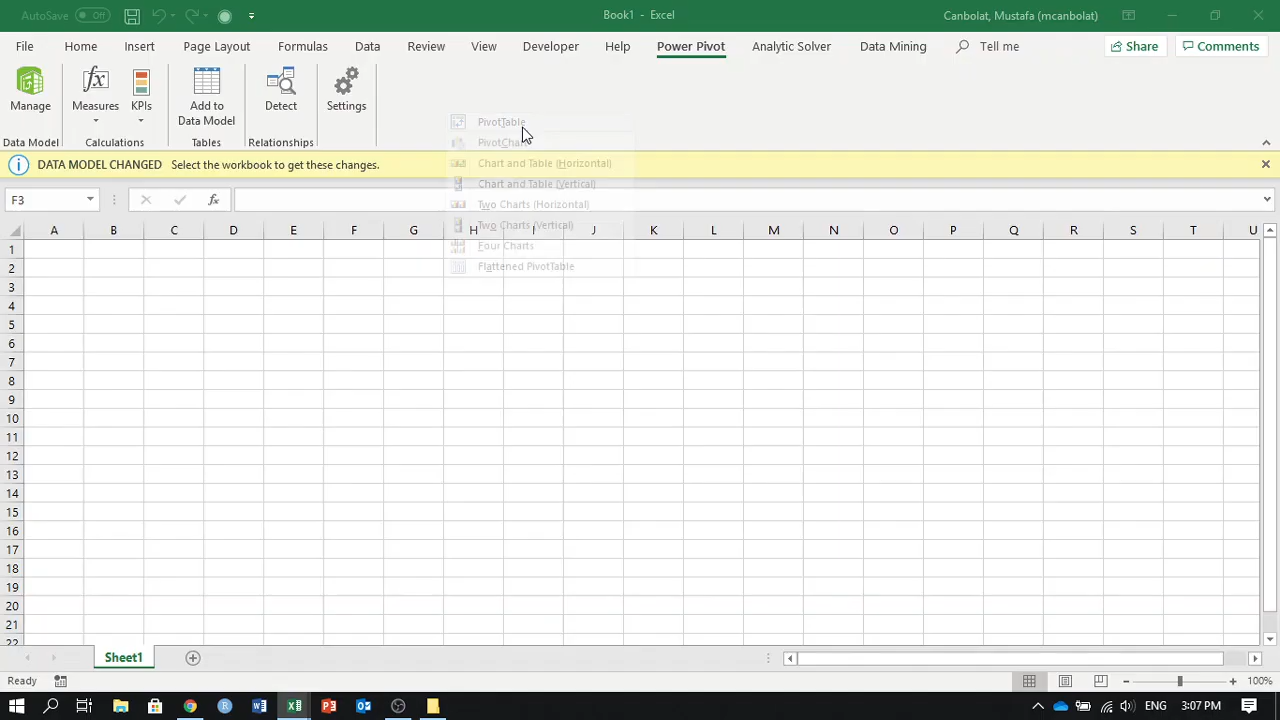 AutoSave Off
Book1 - Excel
Canbolat, Mustafa (mcanbolat)
File Home Insert Page Layout Formulas Data Review View Developer Help Power Pivot Analytic Solver Data Mining Tell me Share Comments
Manage
Measures
KPIs
Add to
Data Model
Detect
Settings
Data Model
Calculations
Tables
Relationships
PivotTable
PivotChart
Chart and Table (Horizontal)
Chart and Table (Vertical)
Two Charts (Horizontal)
Two Charts (Vertical)
Four Charts
Flattened PivotTable
DATA MODEL CHANGED Select the workbook to get these changes.
F3
fx
A B C D E F G H I J K L M N O P Q R S T U
1
2
3
4
5
6
7
8
9
10
11
12
13
14
15
16
17
18
19
20
21
22
Sheet1
Ready
100%
3:07 PM